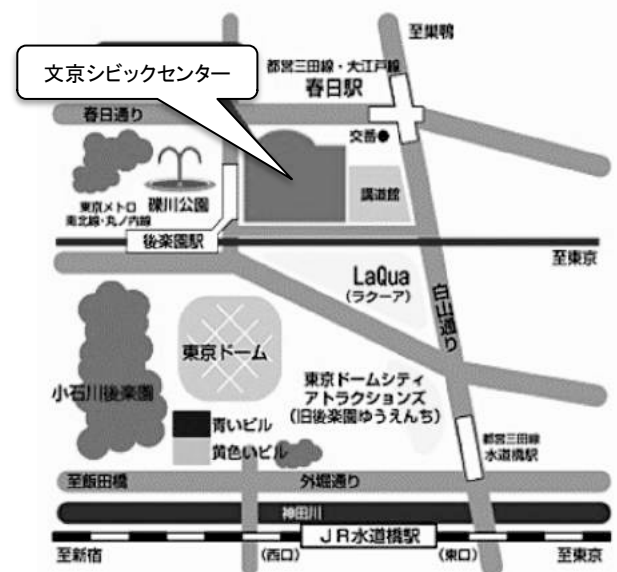 至巣鴨
文京シビックセンター
都営三田線・大江戸線
春日駅
春日通り
交番
東京メトロ
南北線・丸ノ内線
礫川公園
講道館
後楽園駅
至東京
LaQua
(ラクーア)
白山通り
東京ドーム
小石川後楽園
東京ドームシティ
アトラクションズ
(旧後楽園ゆうえんち)
青いビル
黄色いビル
都営三田線
水道橋駅
至飯田橋
外堀通り
神田川
JR水道橋駅
至新宿
(西口)
(東口)
至東京